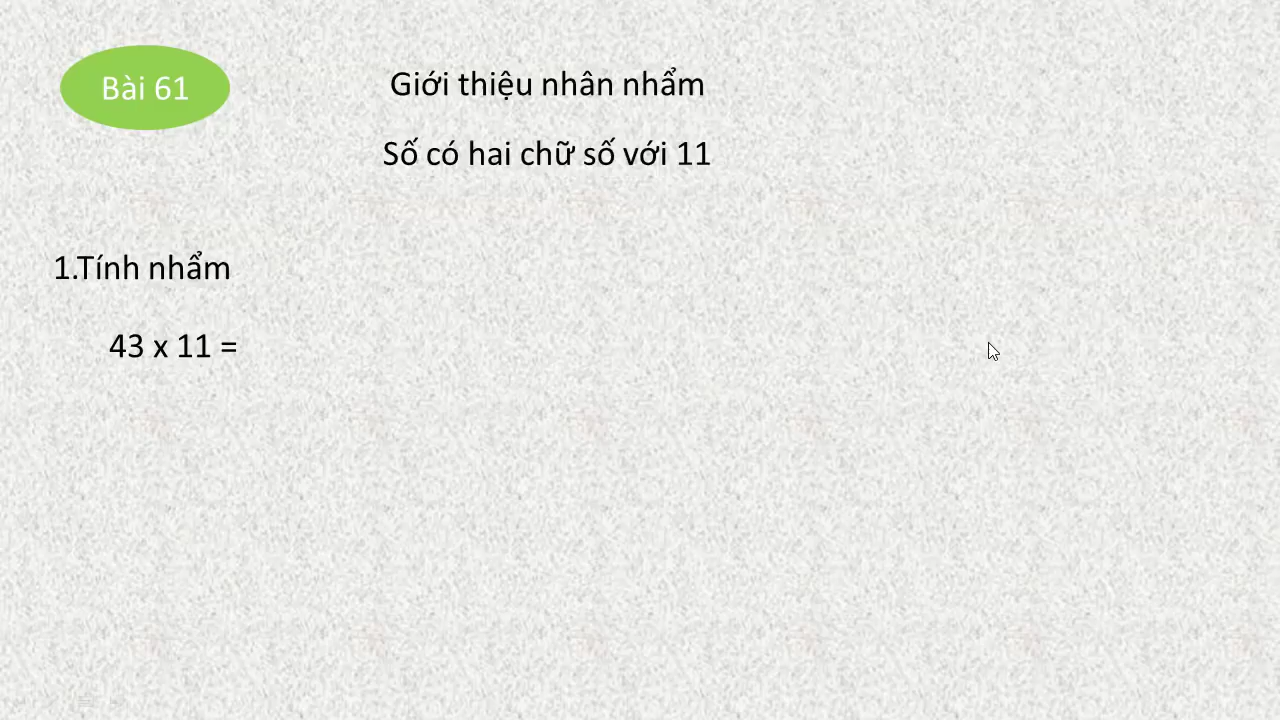 Bài 61
Giới thiệu nhân nhẩm
Số có hai chữ số với 11
1.Tính nhẩm
43 x 11 =